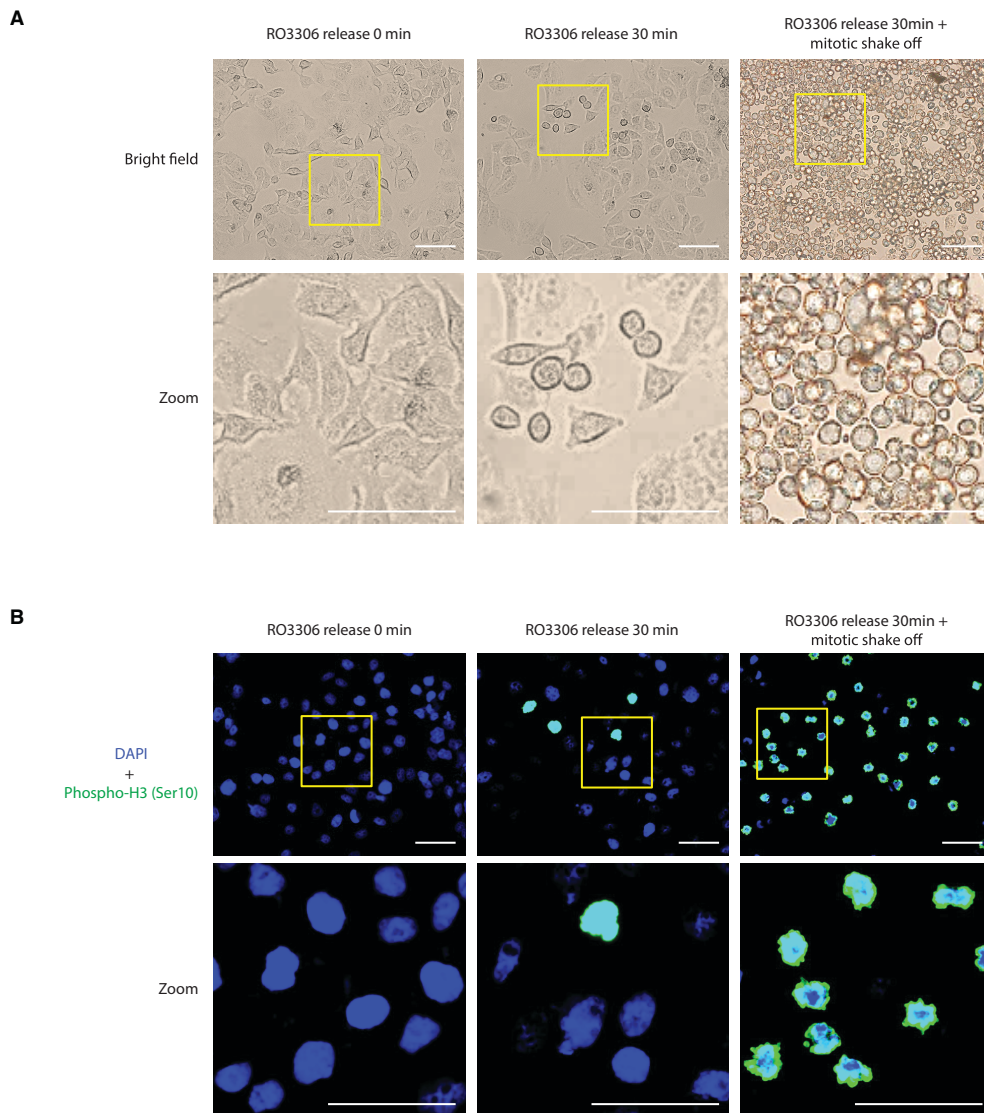 A
RO3306 release 0 min
RO3306 release 30 min
RO3306 release 30min +
mitotic shake off
Bright field
Zoom
B
RO3306 release 0 min
RO3306 release 30 min
RO3306 release 30min +
mitotic shake off
DAPI
+
Phospho-H3 (Ser10)
Zoom